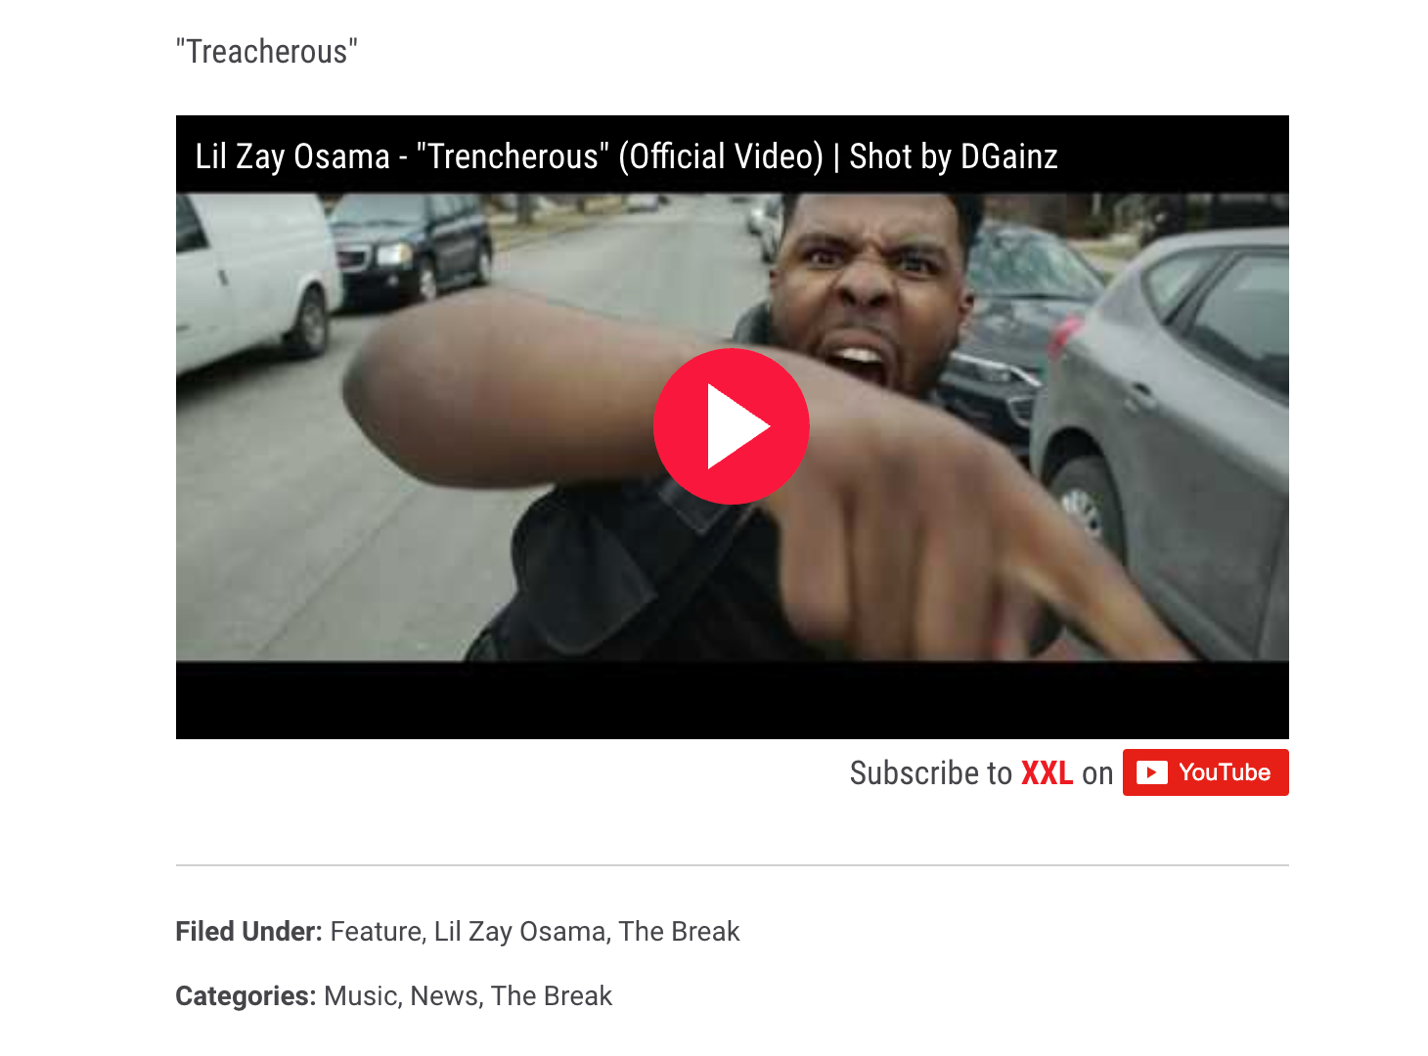 "Treacherous"
Lil Zay Osama - "Trencherous" (Official Video) | Shot by DGainz
Subscribe to XXL on YouTube
Filed Under: Feature, Lil Zay Osama, The Break
Categories: Music, News, The Break